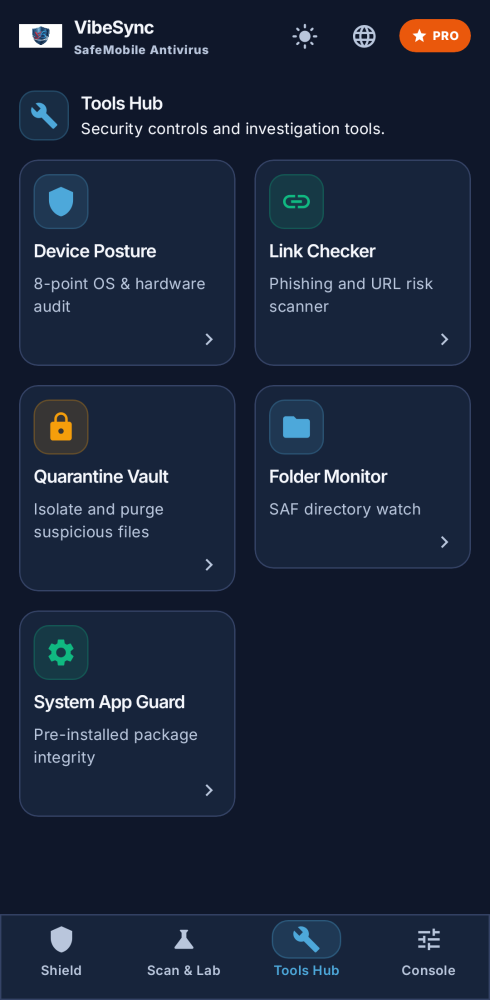 VibeSync
SafeMobile Antivirus
PRO
Tools Hub
Security controls and investigation tools.
Device Posture
8-point OS & hardware
audit
Link Checker
Phishing and URL risk
scanner
Quarantine Vault
Isolate and purge
suspicious files
Folder Monitor
SAF directory watch
System App Guard
Pre-installed package
integrity
Shield
Scan & Lab
Tools Hub
Console